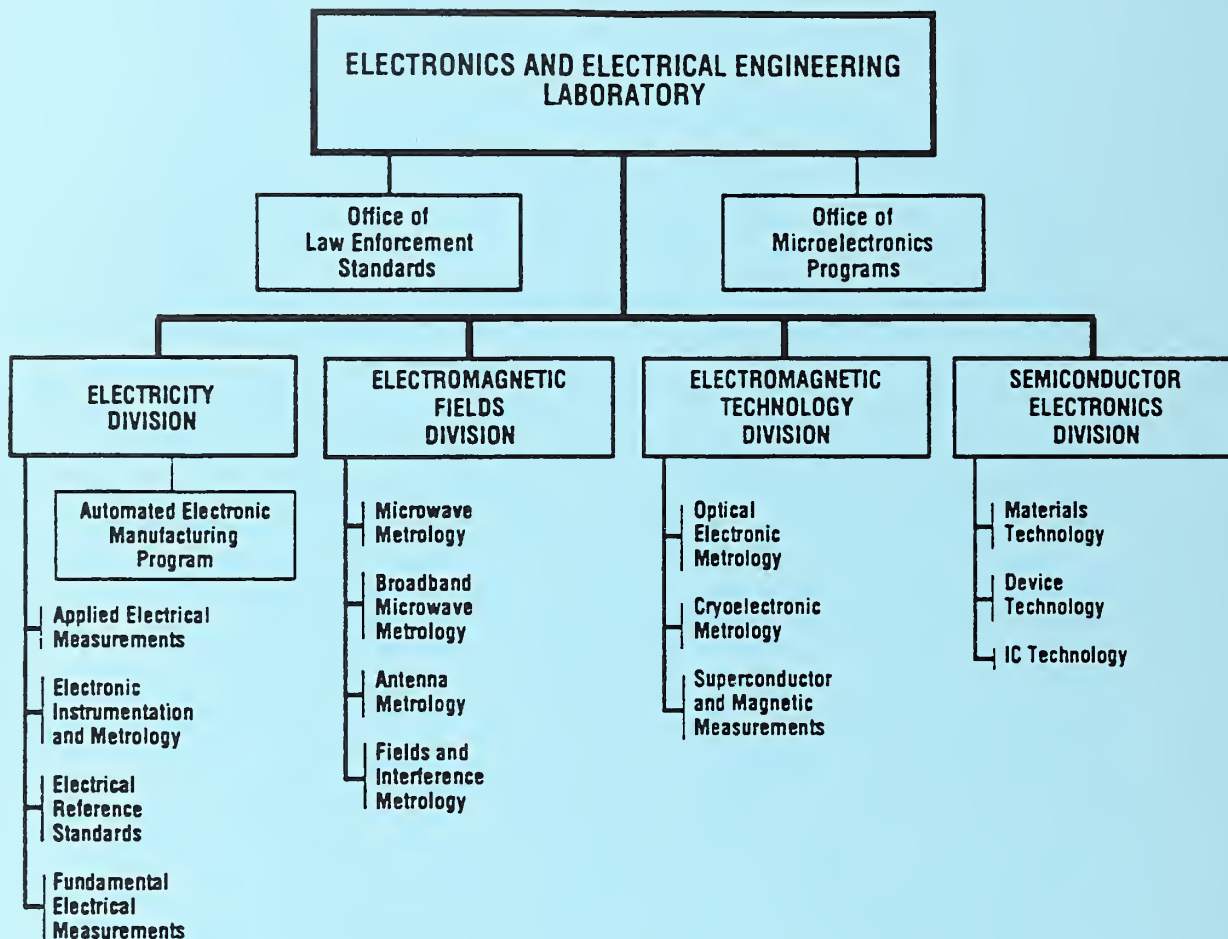 ELECTRONICS AND ELECTRICAL ENGINEERING
LABORATORY
Office of
Law Enforcement
Standards
Office of
Microelectronics
Programs
ELECTRICITY
DIVISION
Automated Electronic
Manufacturing
Program
Applied Electrical
Measurements
Electronic
Instrumentation
and Metrology
Electrical
Reference
Standards
Fundamental
Electrical
Measurements
ELECTROMAGNETIC
FIELDS
DIVISION
Microwave
Metrology
Broadband
Microwave
Metrology
Antenna
Metrology
Fields and
Interference
Metrology
ELECTROMAGNETIC
TECHNOLOGY
DIVISION
Optical
Electronic
Metrology
Cryoelectronic
Metrology
Superconductor
and Magnetic
Measurements
SEMICONDUCTOR
ELECTRONICS
DIVISION
Materials
Technology
Device
Technology
IC Technology